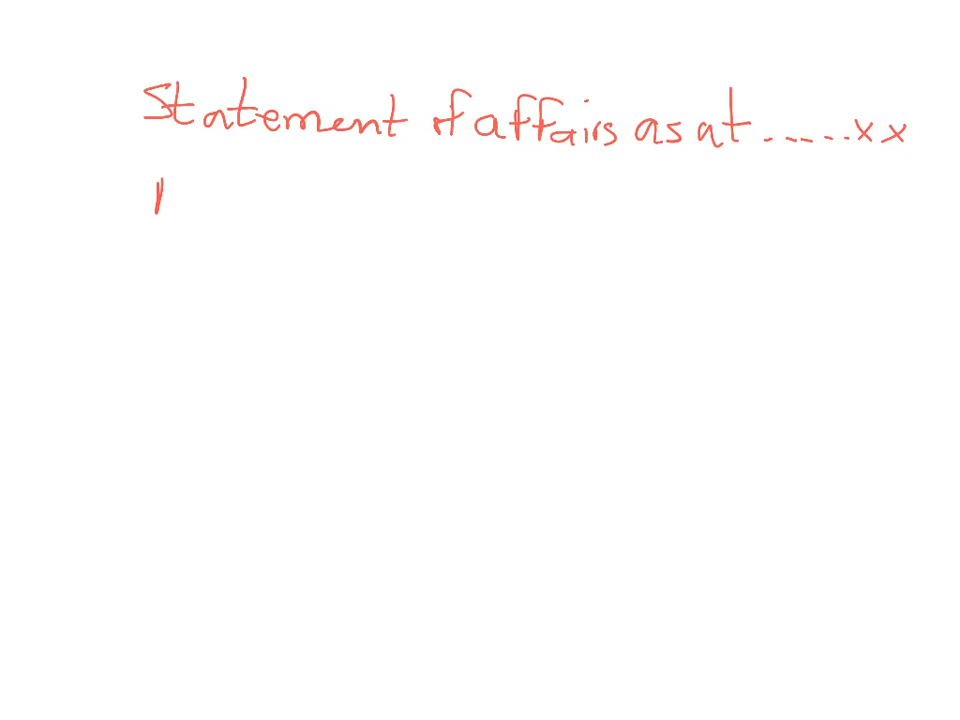 Statement of affairs as at ........xx